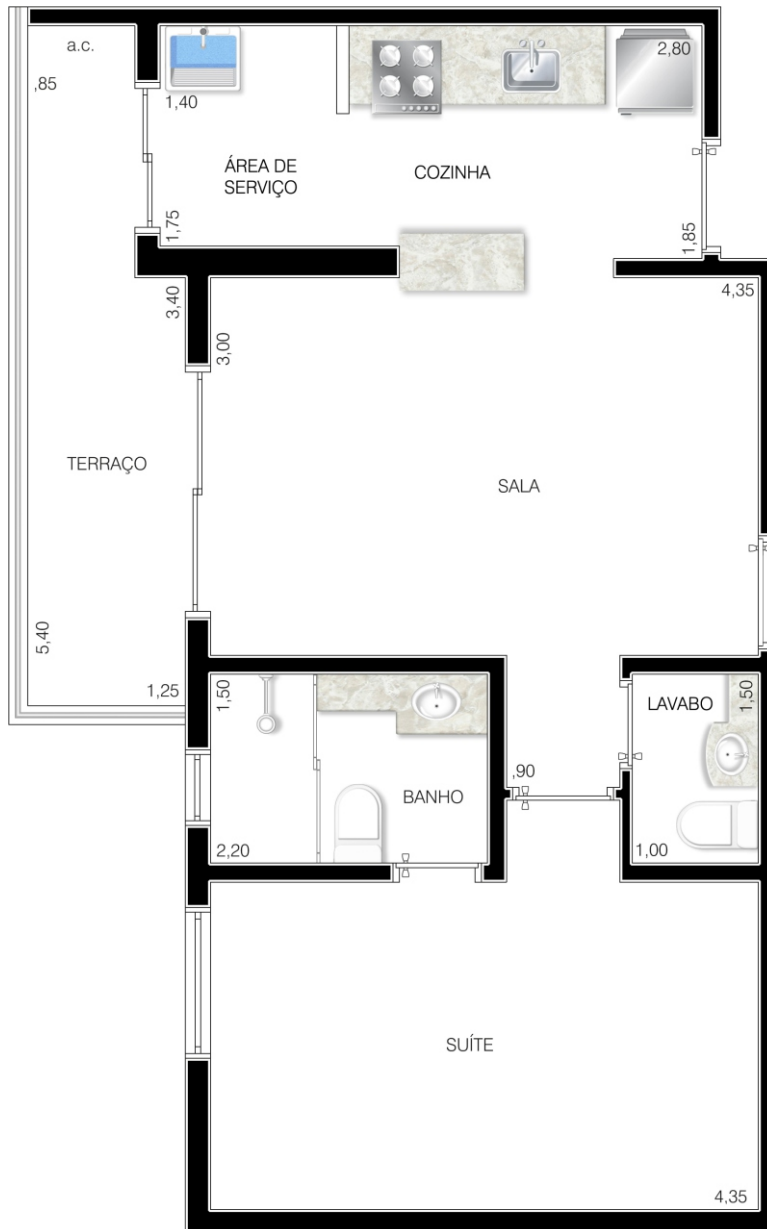 a.c.
2,80
,85
1,40
ÁREA DE
SERVIÇO
COZINHA
1,75
1,85
3,40
4,35
3,00
TERRAÇO
SALA
5,40
1,25
1,50
LAVABO
1,50
,90
BANHO
2,20
1,00
SUÍTE
4,35